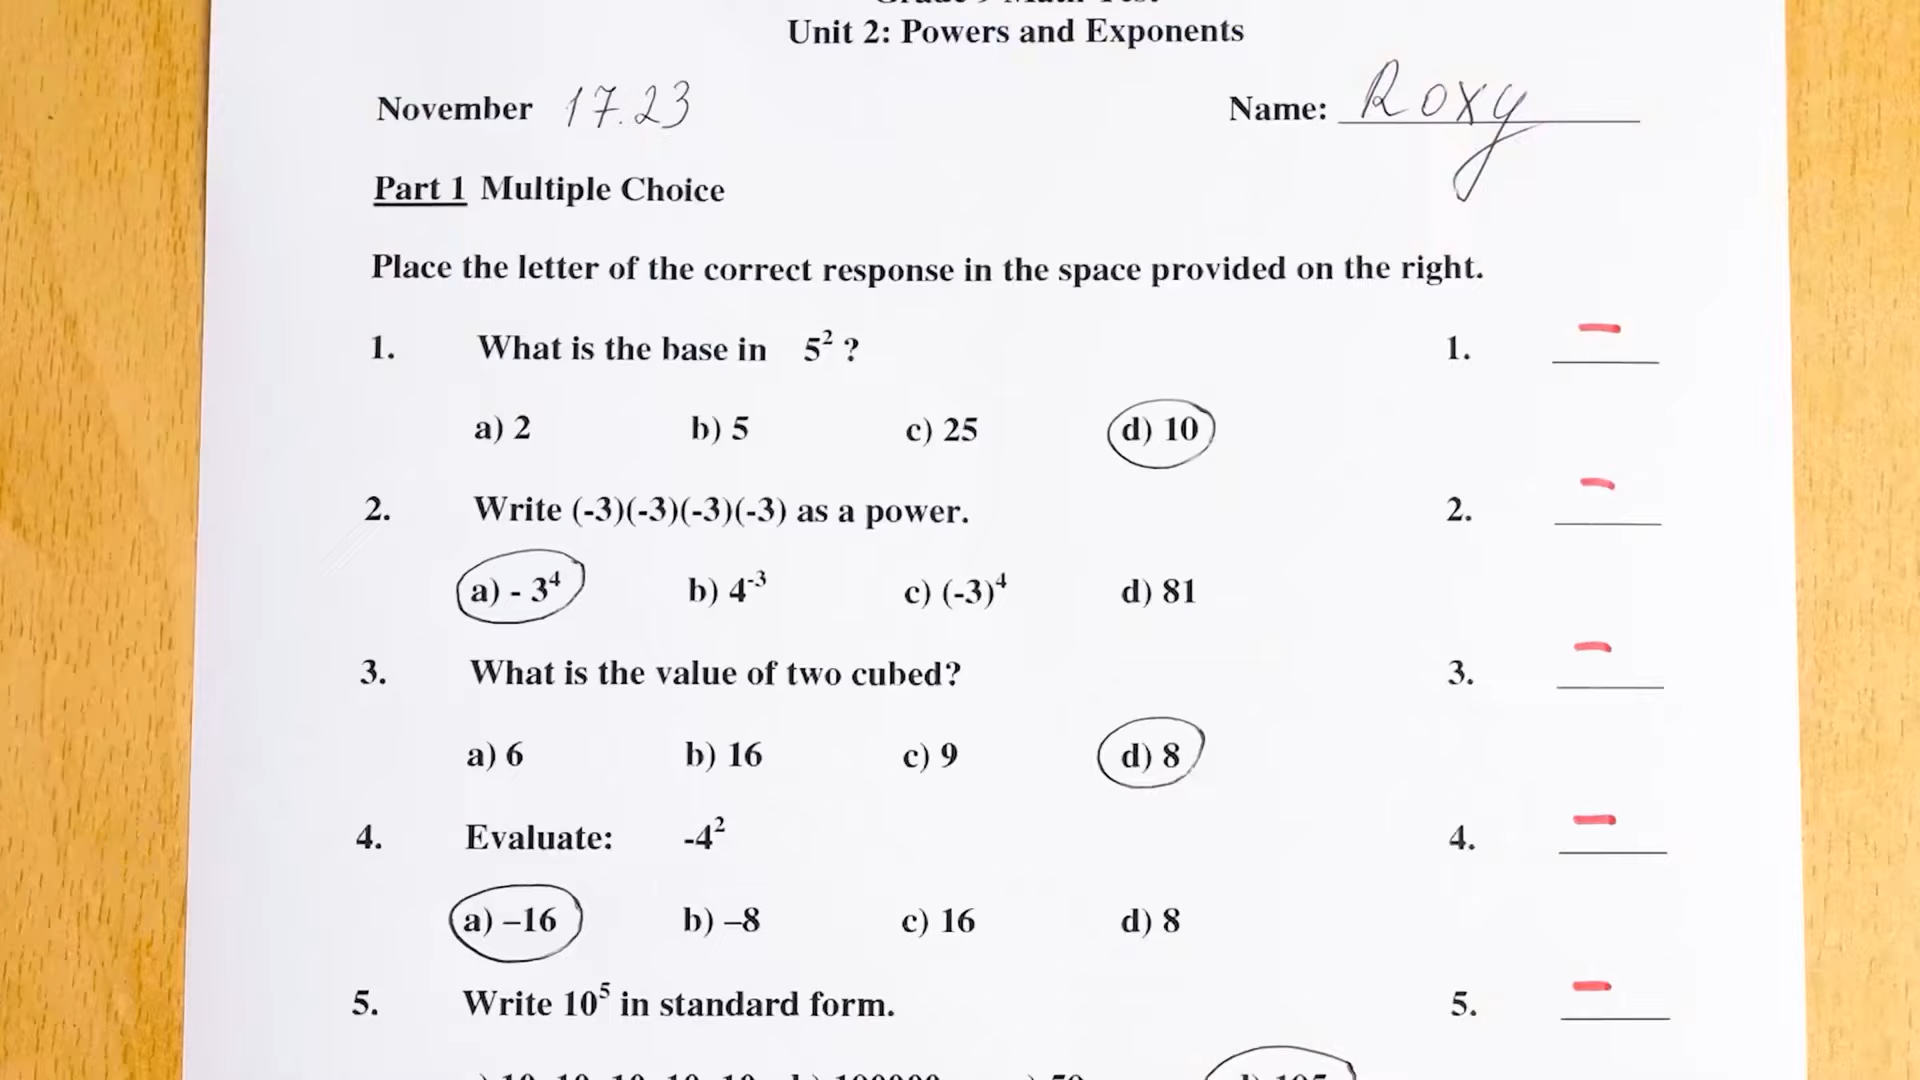 Unit 2: Powers and Exponents
November 17.23 Name: Roxy
Part 1 Multiple Choice
Place the letter of the correct response in the space provided on the right.
1. What is the base in 5² ? 1.
a) 2 b) 5 c) 25 d) 10
2. Write (-3)(-3)(-3)(-3) as a power. 2.
a) - 3⁴ b) 4⁻³ c) (-3)⁴ d) 81
3. What is the value of two cubed? 3.
a) 6 b) 16 c) 9 d) 8
4. Evaluate: -4² 4.
a) –16 b) –8 c) 16 d) 8
5. Write 10⁵ in standard form. 5.